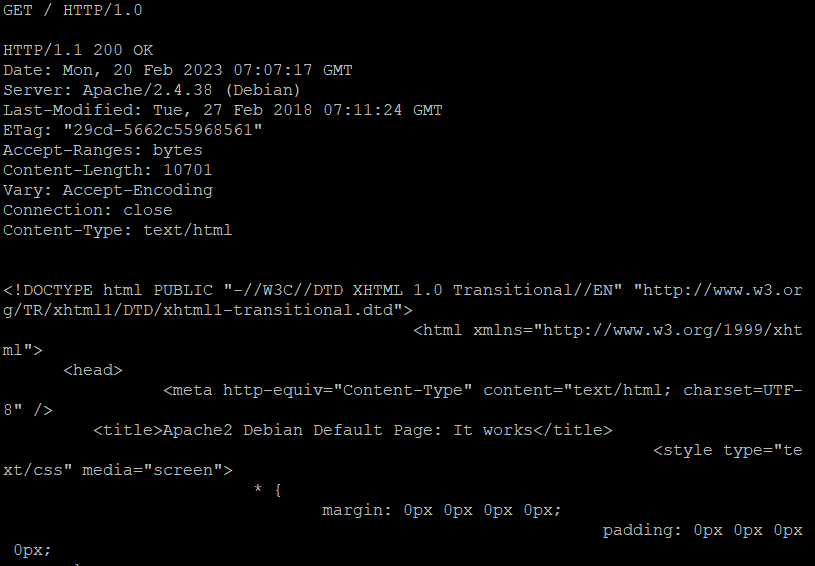 GET / HTTP/1.0
HTTP/1.1 200 OK
Date: Mon, 20 Feb 2023 07:07:17 GMT
Server: Apache/2.4.38 (Debian)
Last-Modified: Tue, 27 Feb 2018 07:11:24 GMT
ETag: "29cd-5662c55968561"
Accept-Ranges: bytes
Content-Length: 10701
Vary: Accept-Encoding
Connection: close
Content-Type: text/html
<!DOCTYPE html PUBLIC "-//W3C//DTD XHTML 1.0 Transitional//EN" "http://www.w3.or
g/TR/xhtml1/DTD/xhtml1-transitional.dtd">
<html xmlns="http://www.w3.org/1999/xht
ml">
<head>
<meta http-equiv="Content-Type" content="text/html; charset=UTF-
8" />
<title>Apache2 Debian Default Page: It works</title>
<style type="te
xt/css" media="screen">
* {
margin: 0px 0px 0px 0px;
padding: 0px 0px 0px
0px;